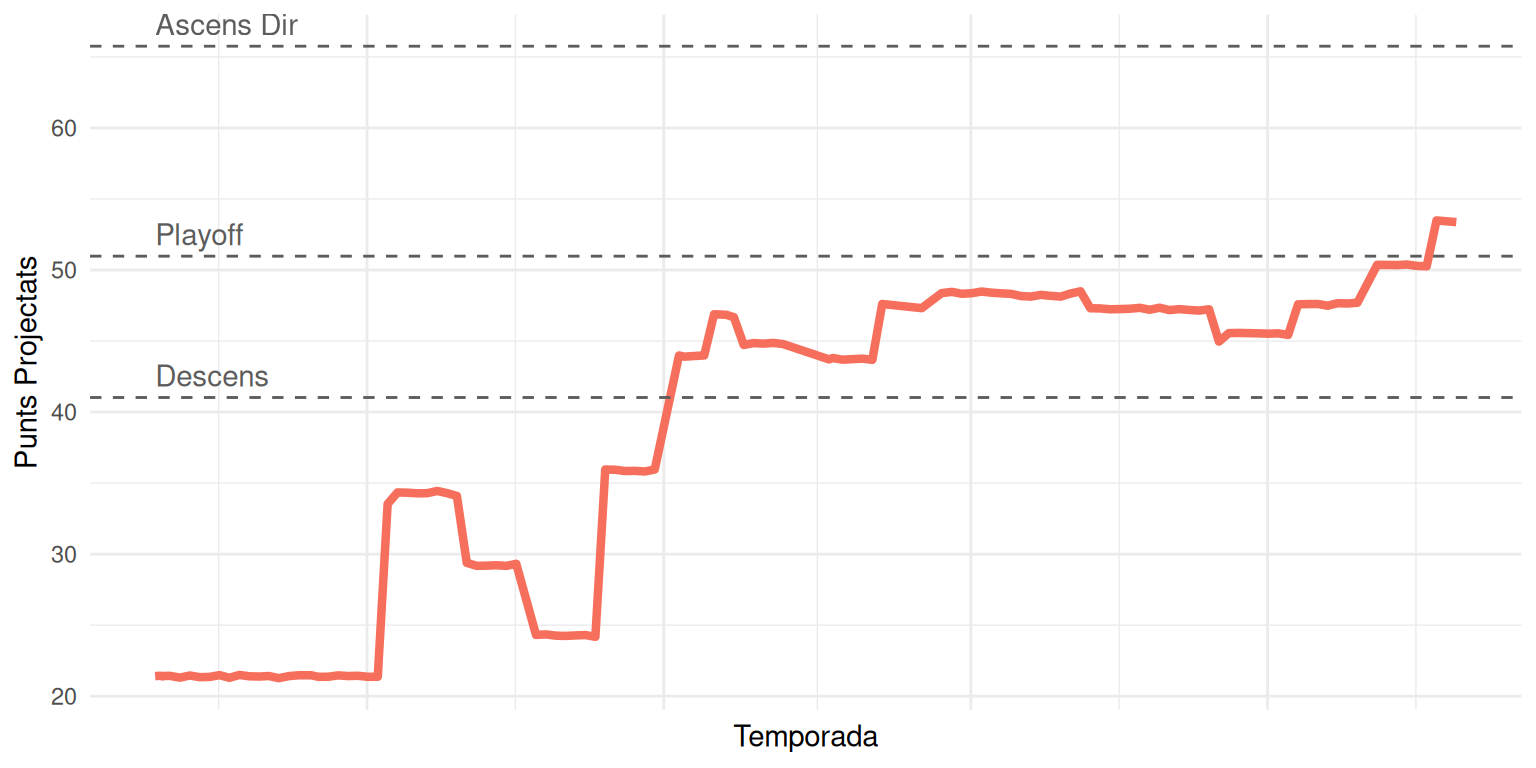 Ascens Dir
60
Playoff
50
Descens
40
30
20
Punts Projectats
Temporada